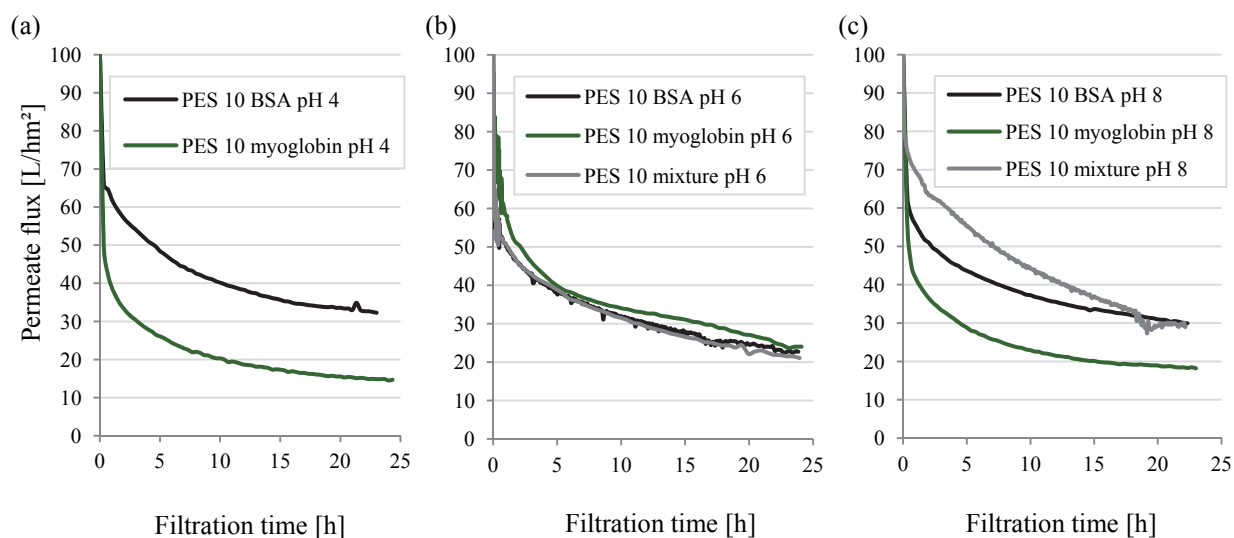 (a)
100
90
80
70
60
50
40
30
20
10
0
Permeate flux [L/hm²]
PES 10 BSA pH 4
PES 10 myoglobin pH 4
0 5 10 15 20 25
Filtration time [h]
(b)
100
90
80
70
60
50
40
30
20
10
0
PES 10 BSA pH 6
PES 10 myoglobin pH 6
PES 10 mixture pH 6
0 5 10 15 20 25
Filtration time [h]
(c)
100
90
80
70
60
50
40
30
20
10
0
PES 10 BSA pH 8
PES 10 myoglobin pH 8
PES 10 mixture pH 8
0 5 10 15 20 25
Filtration time [h]